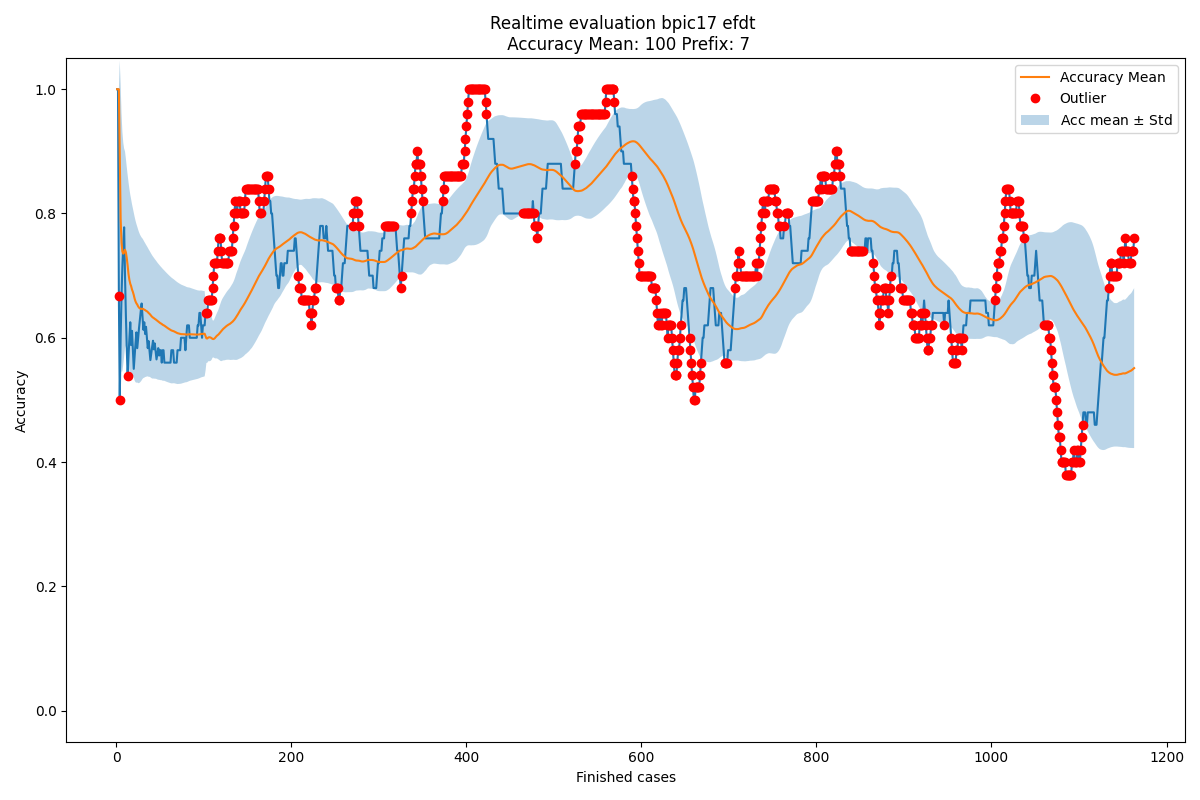 Realtime evaluation bpic17 efdt
Accuracy Mean: 100 Prefix: 7
Accuracy Mean
Outlier
Acc mean ± Std
Accuracy
1.0
0.8
0.6
0.4
0.2
0.0
0
200
400
600
800
1000
1200
Finished cases